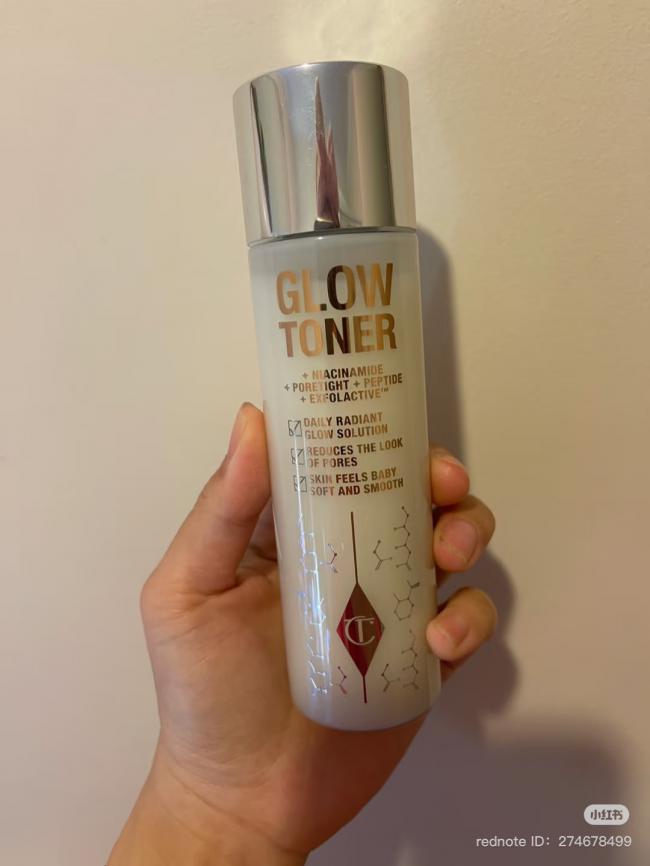 GLOW
TONER
+ NIACINAMIDE
+ PORETIGHT + PEPTIDE
+ EXFOLACTIVE™
DAILY RADIANT
GLOW SOLUTION
REDUCES THE LOOK
OF PORES
SKIN FEELS BABY
SOFT AND SMOOTH
CT
小红书
rednote ID: 274678499